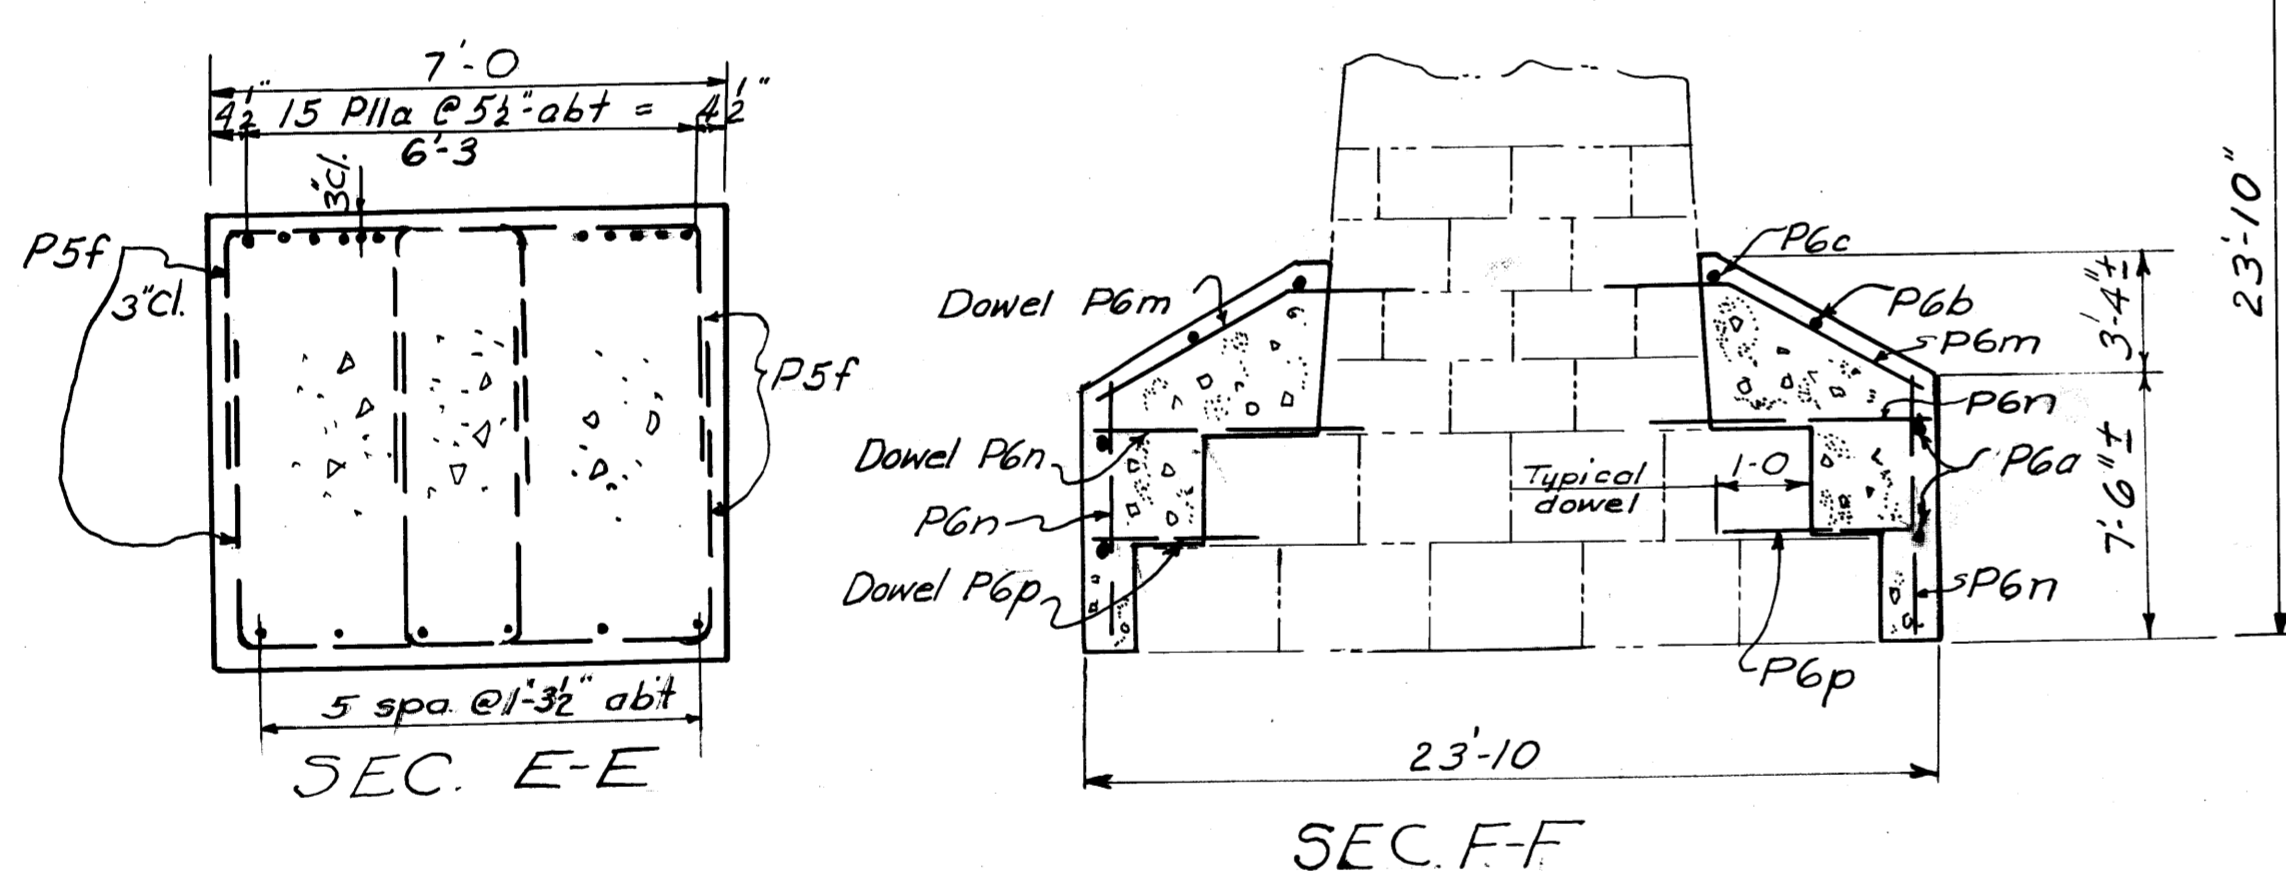 7'-0
4½" 15 P11a @ 5½" abt = 4½"
6'-3
3"Cl.
P5f
3"Cl.
P5f
5 spa. @1'-3½" abt
SEC. E-E
Dowel P6m
Dowel P6n
P6n
Dowel P6p
P6c
P6b
P6m
P6n
P6a
Typical
dowel
1-0
P6n
P6p
3'-4"±
7'-6"±
23'-10"
23'-10
SEC. F-F